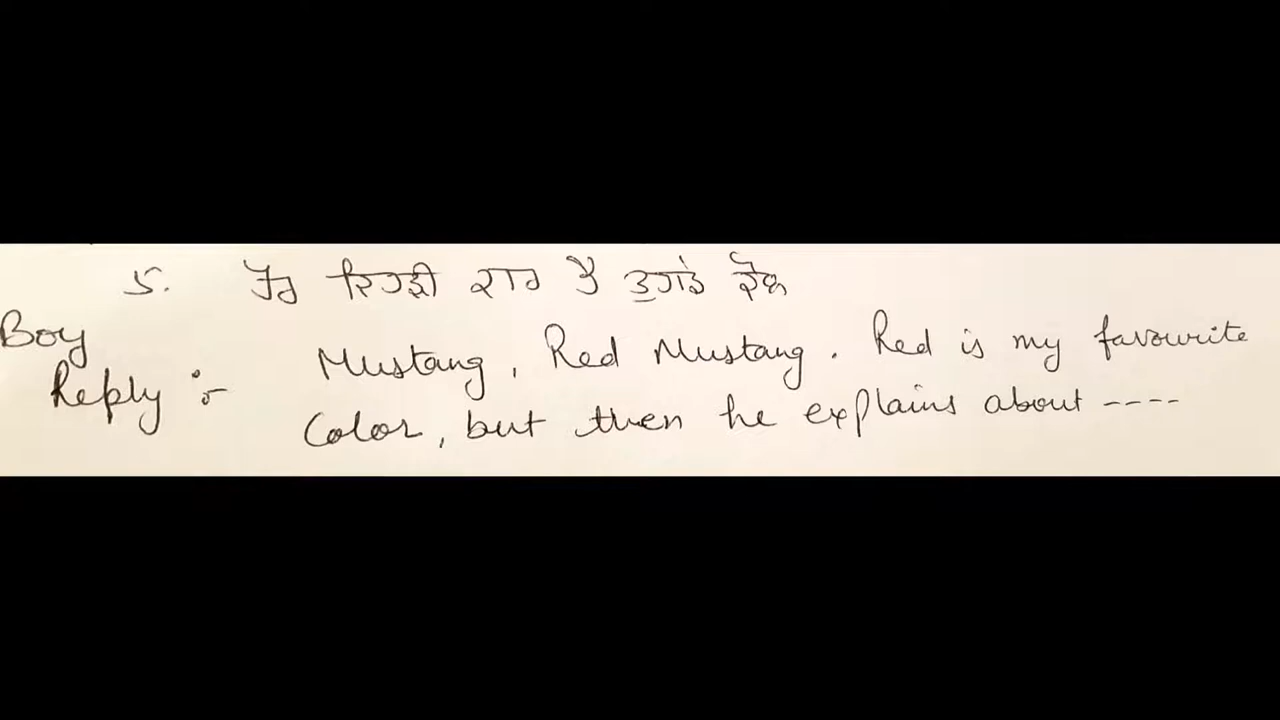 5. ਹੋਰ ਕਿਹੜੀ ਕਾਰ ਹੈ ਤੁਹਾਡੇ ਕੋਲ
Boy
Reply :- Mustang, Red Mustang. Red is my favourite
Color, but then he explains about ----